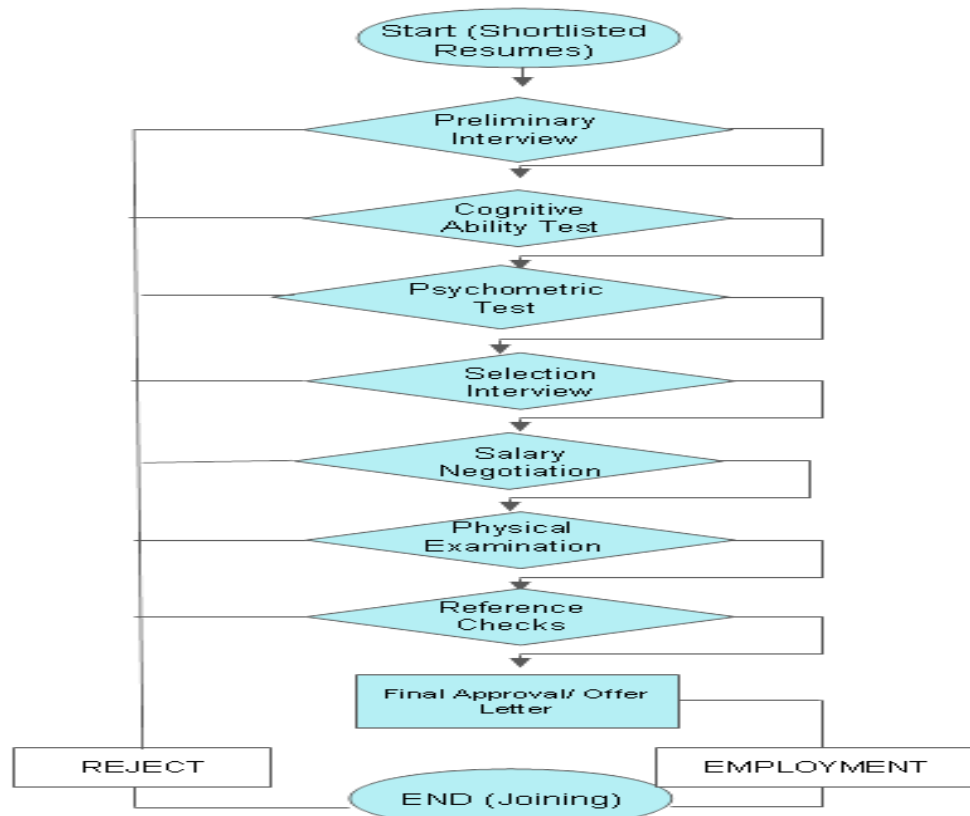 Start (Shortlisted
Resumes)
Preliminary
Interview
Cognitive
Ability Test
Psychometric
Test
Selection
Interview
Salary
Negotiation
Physical
Examination
Reference
Checks
Final Approval/ Offer
Letter
REJECT
EMPLOYMENT
END (Joining)